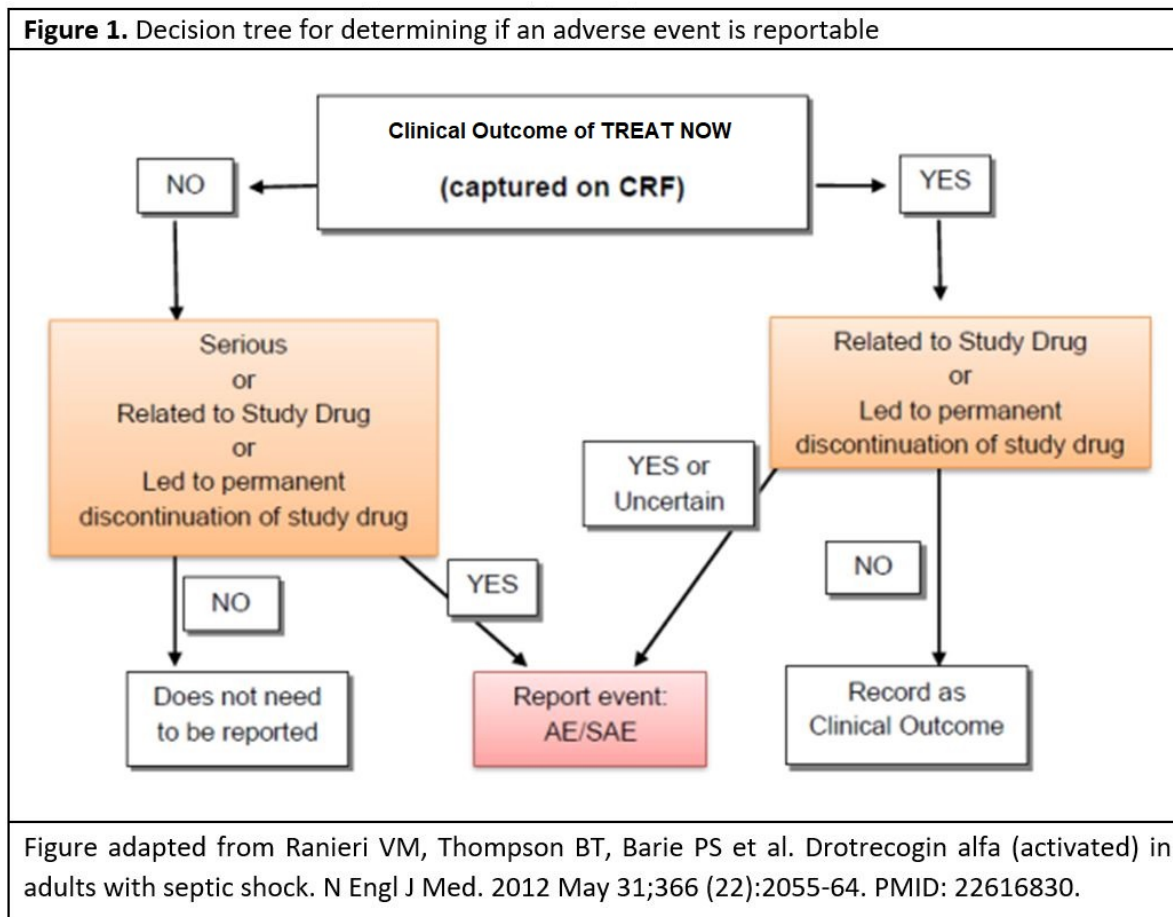 Figure 1. Decision tree for determining if an adverse event is reportable
Clinical Outcome of TREAT NOW
(captured on CRF)
NO
YES
Serious
or
Related to Study Drug
or
Led to permanent
discontinuation of study drug
Related to Study Drug
or
Led to permanent
discontinuation of study drug
YES or
Uncertain
NO
YES
NO
Does not need
to be reported
Report event:
AE/SAE
Record as
Clinical Outcome
Figure adapted from Ranieri VM, Thompson BT, Barie PS et al. Drotrecogin alfa (activated) in
adults with septic shock. N Engl J Med. 2012 May 31;366 (22):2055-64. PMID: 22616830.